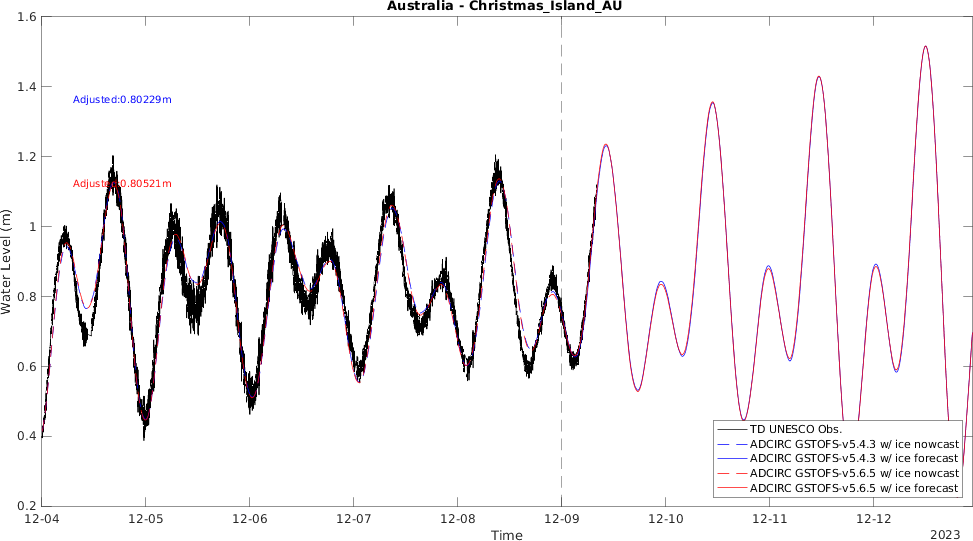 Australia - Christmas_Island_AU
1.6
1.4
1.2
1
0.8
0.6
0.4
0.2
Water Level (m)
Adjusted:0.80229m
Adjusted:0.80521m
TD UNESCO Obs.
ADCIRC GSTOFS-v5.4.3 w/ ice nowcast
ADCIRC GSTOFS-v5.4.3 w/ ice forecast
ADCIRC GSTOFS-v5.6.5 w/ ice nowcast
ADCIRC GSTOFS-v5.6.5 w/ ice forecast
12-04 12-05 12-06 12-07 12-08 12-09 12-10 12-11 12-12
Time
2023